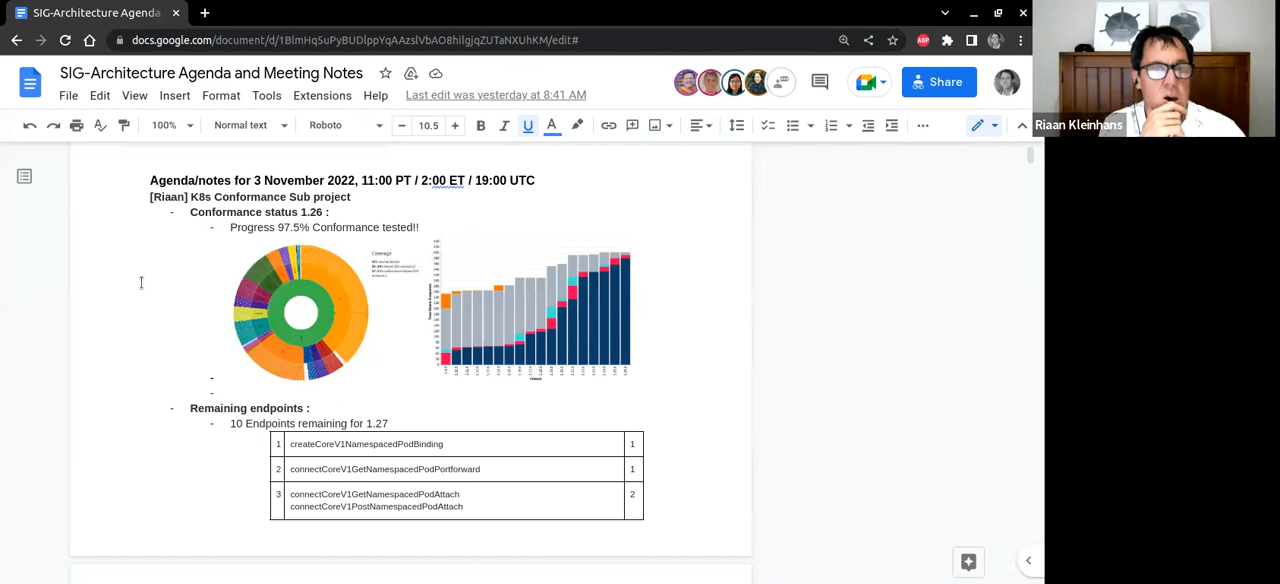 SIG-Architecture Agenda
docs.google.com/document/d/1BlmHq5uPyBUDlppYqAAzslVbAO8hilgjqZUTaNXUhKM/edit#
ABP
SIG-Architecture Agenda and Meeting Notes
File Edit View Insert Format Tools Extensions Help Last edit was yesterday at 8:41 AM
Share
Riaan Kleinhans
100% Normal text Roboto 10.5 B I U A
Agenda/notes for 3 November 2022, 11:00 PT / 2:00 ET / 19:00 UTC
[Riaan] K8s Conformance Sub project
- Conformance status 1.26 :
- Progress 97.5% Conformance tested!!
Coverage
-
-
- Remaining endpoints :
- 10 Endpoints remaining for 1.27
1 createCoreV1NamespacedPodBinding 1
2 connectCoreV1GetNamespacedPodPortforward 1
3 connectCoreV1GetNamespacedPodAttach 2
connectCoreV1PostNamespacedPodAttach